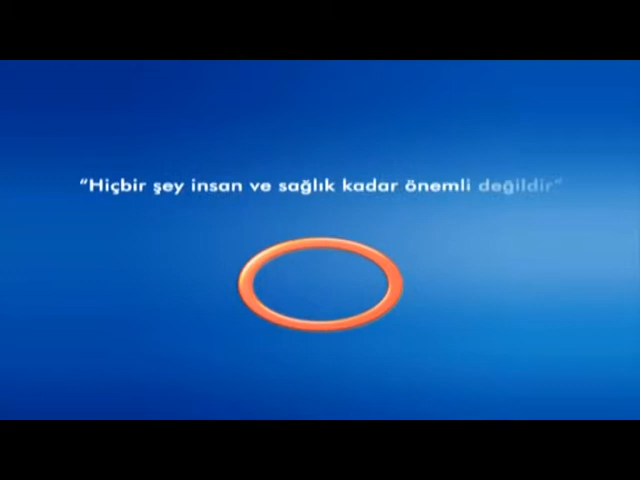 “Hiçbir şey insan ve sağlık kadar önemli değildir”